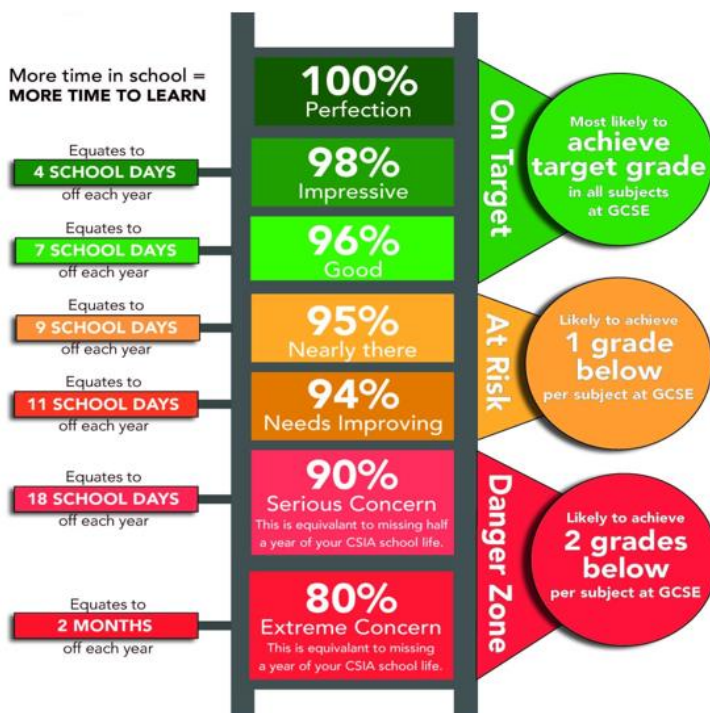 More time in school =
MORE TIME TO LEARN
100%
Perfection
Equates to
4 SCHOOL DAYS
off each year
98%
Impressive
Equates to
7 SCHOOL DAYS
off each year
96%
Good
On Target
Most likely to
achieve
target grade
in all subjects
at GCSE
Equates to
9 SCHOOL DAYS
off each year
95%
Nearly there
Equates to
11 SCHOOL DAYS
off each year
94%
Needs Improving
At Risk
Likely to achieve
1 grade
below
per subject at GCSE
Equates to
18 SCHOOL DAYS
off each year
90%
Serious Concern
This is equivalant to missing half
a year of your CSIA school life.
Equates to
2 MONTHS
off each year
80%
Extreme Concern
This is equivalant to missing
a year of your CSIA school life.
Danger Zone
Likely to achieve
2 grades
below
per subject at GCSE